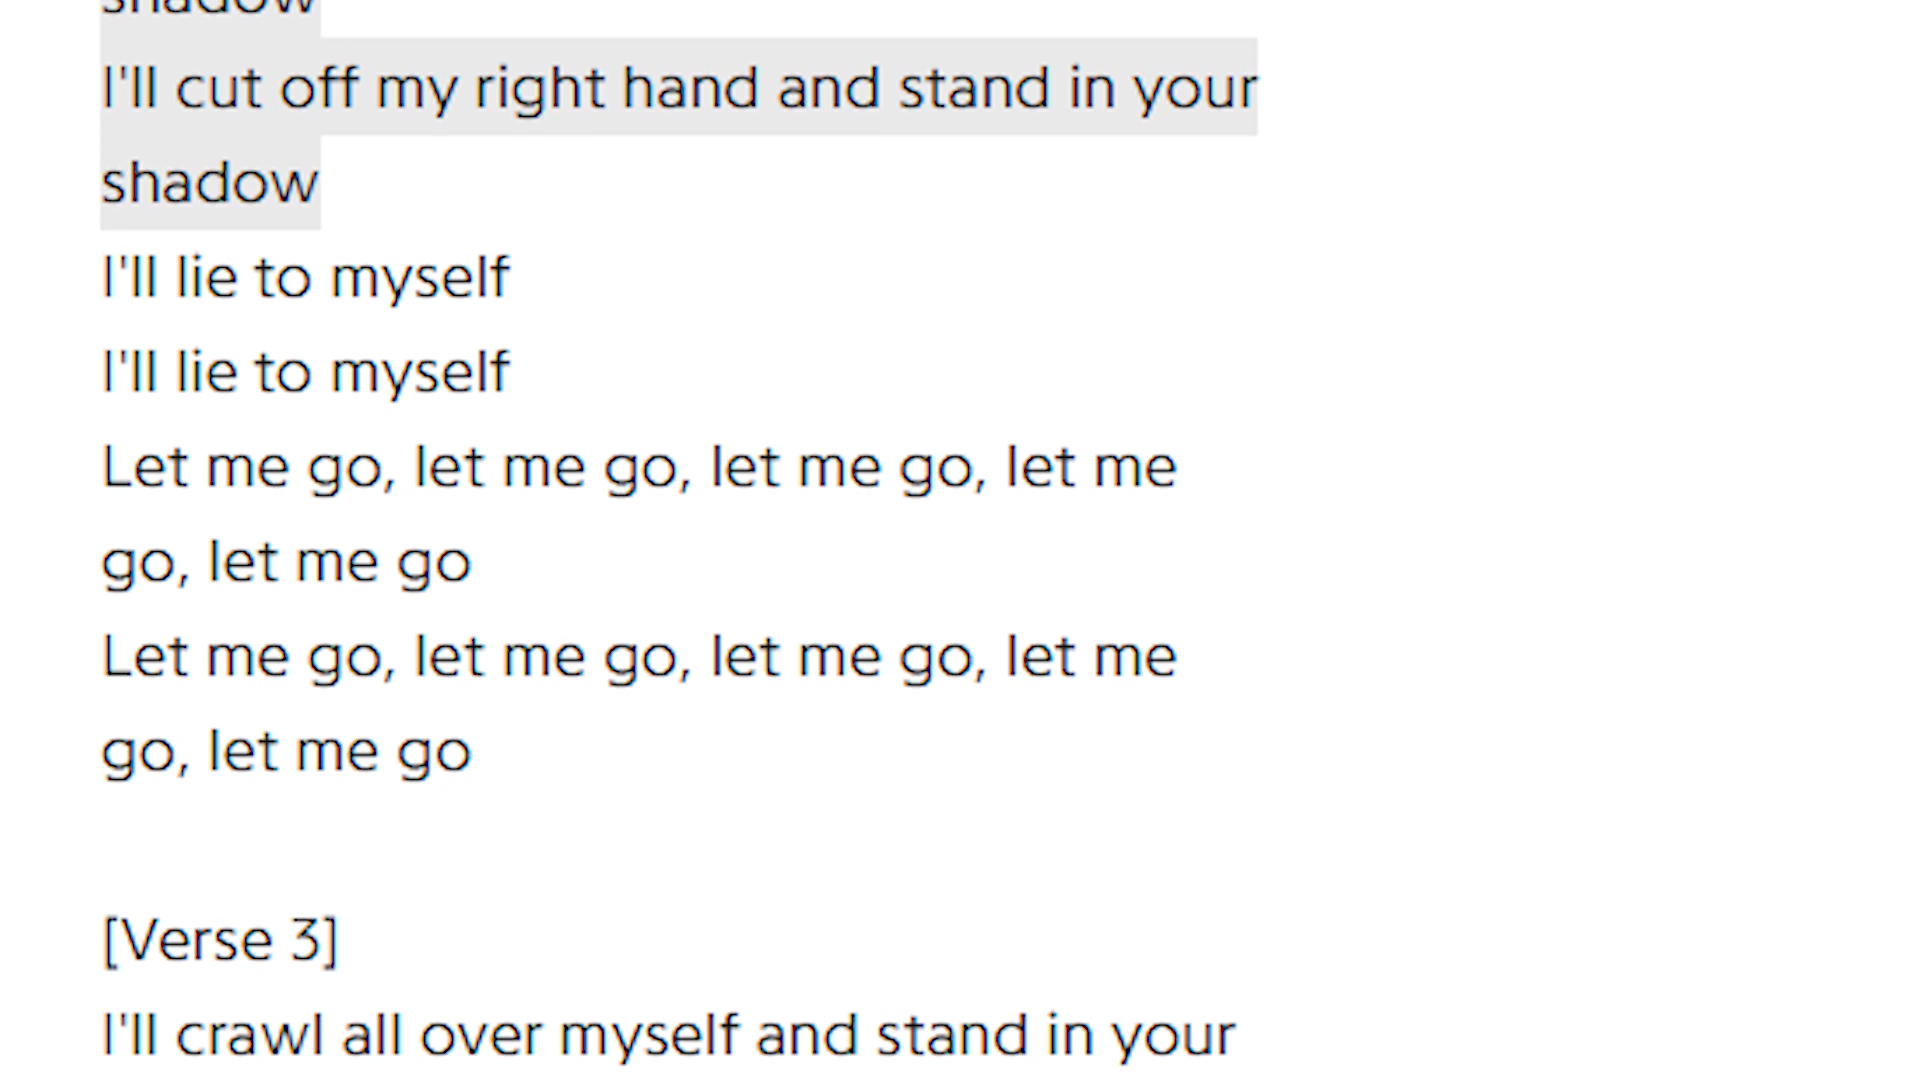 shadow
I'll cut off my right hand and stand in your
shadow
I'll lie to myself
I'll lie to myself
Let me go, let me go, let me go, let me
go, let me go
Let me go, let me go, let me go, let me
go, let me go
[Verse 3]
I'll crawl all over myself and stand in your